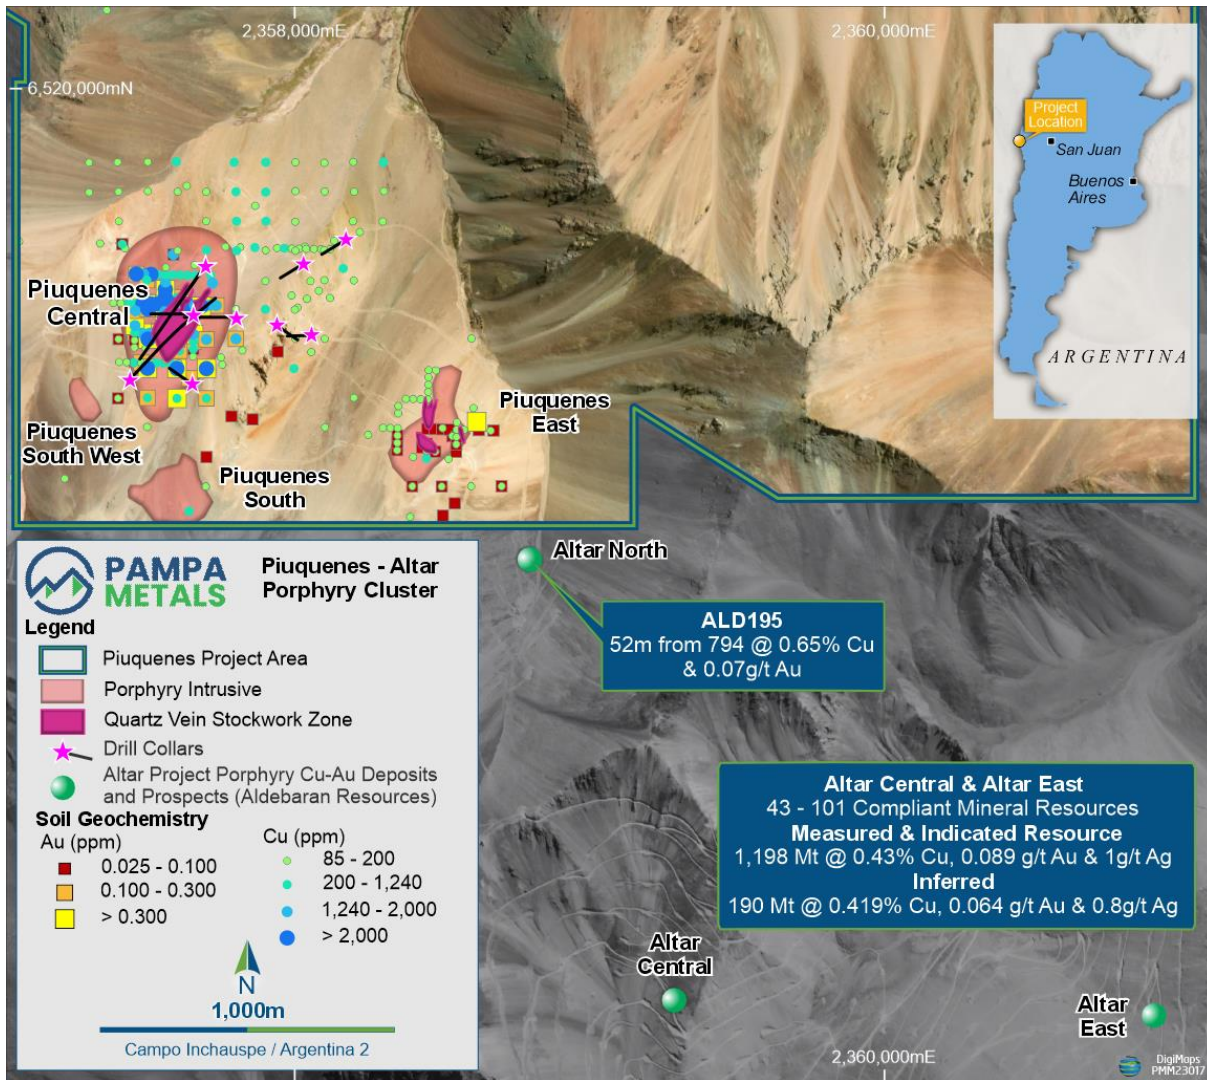 2,358,000mE
2,360,000mE
6,520,000mN
Project
Location
San Juan
Buenos
Aires
ARGENTINA
Piuquenes
Central
Piuquenes
East
Piuquenes
South West
Piuquenes
South
Altar North
ALD195
52m from 794 @ 0.65% Cu
& 0.07g/t Au
PAMPA
METALS
Piuquenes - Altar
Porphyry Cluster
Legend
Piuquenes Project Area
Porphyry Intrusive
Quartz Vein Stockwork Zone
Drill Collars
Altar Project Porphyry Cu-Au Deposits
and Prospects (Aldebaran Resources)
Soil Geochemistry
Au (ppm)
0.025 - 0.100
0.100 - 0.300
> 0.300
Cu (ppm)
85 - 200
200 - 1,240
1,240 - 2,000
> 2,000
N
1,000m
Campo Inchauspe / Argentina 2
Altar Central & Altar East
43 - 101 Compliant Mineral Resources
Measured & Indicated Resource
1,198 Mt @ 0.43% Cu, 0.089 g/t Au & 1g/t Ag
Inferred
190 Mt @ 0.419% Cu, 0.064 g/t Au & 0.8g/t Ag
Altar
Central
Altar
East
2,360,000mE
DigiMaps
PMM23017